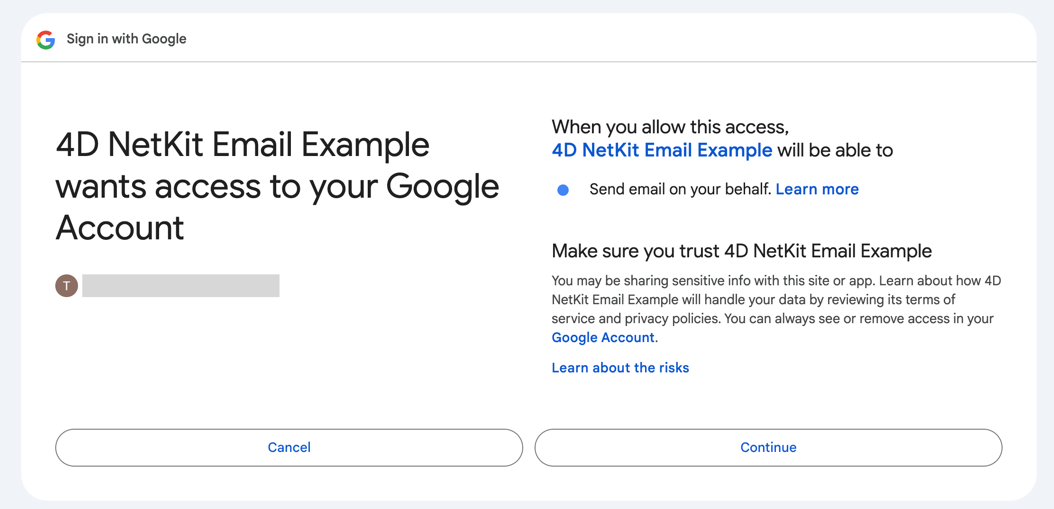 Sign in with Google
4D NetKit Email Example
wants access to your Google
Account
T
When you allow this access,
4D NetKit Email Example will be able to
Send email on your behalf. Learn more
Make sure you trust 4D NetKit Email Example
You may be sharing sensitive info with this site or app. Learn about how 4D
NetKit Email Example will handle your data by reviewing its terms of
service and privacy policies. You can always see or remove access in your
Google Account.
Learn about the risks
Cancel
Continue